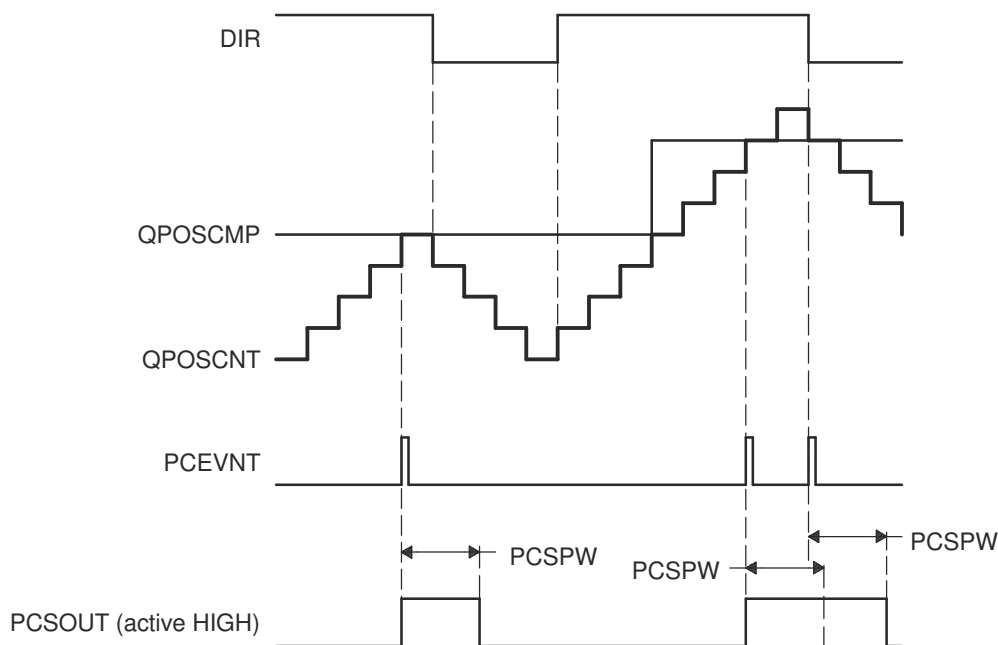 DIR
QPOSCMP
QPOSCNT
PCEVNT
PCSPW
PCSPW
PCSPW
PCSOUT (active HIGH)